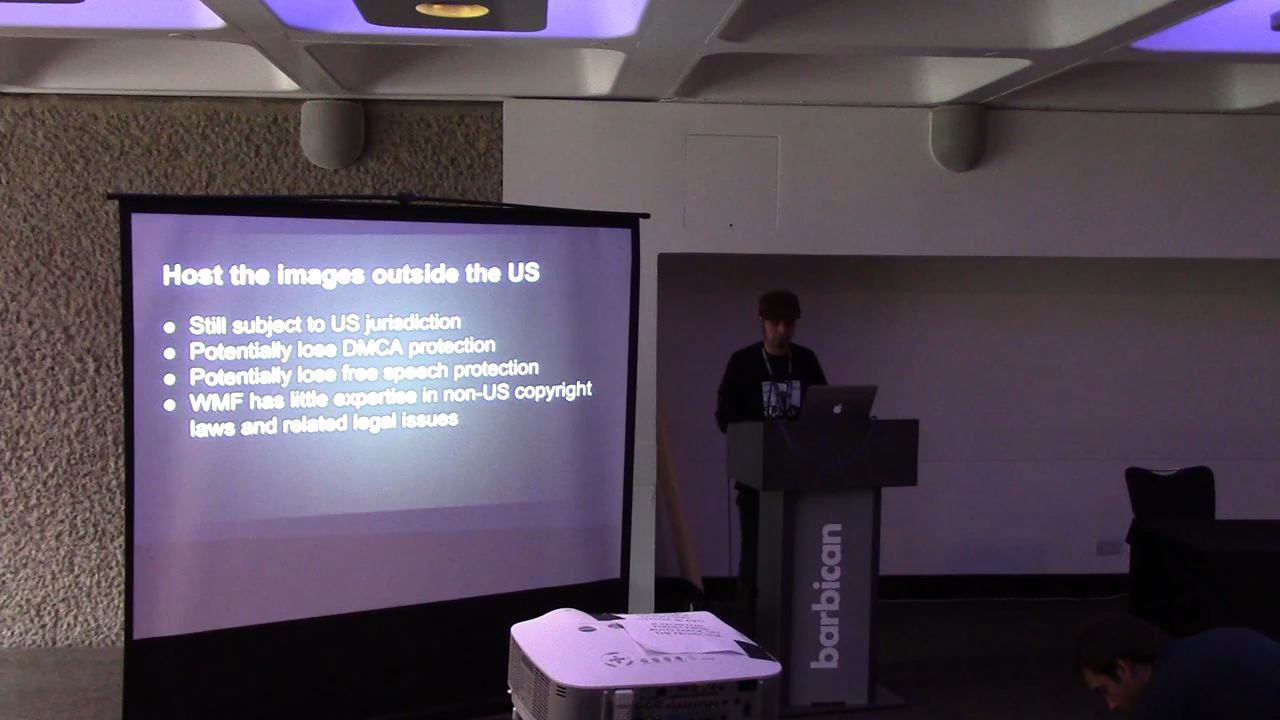 Host the images outside the US
● Still subject to US jurisdiction
● Potentially lose DMCA protection
● Potentially lose free speech protection
● WMF has little expertise in non-US copyright
laws and related legal issues
barbican